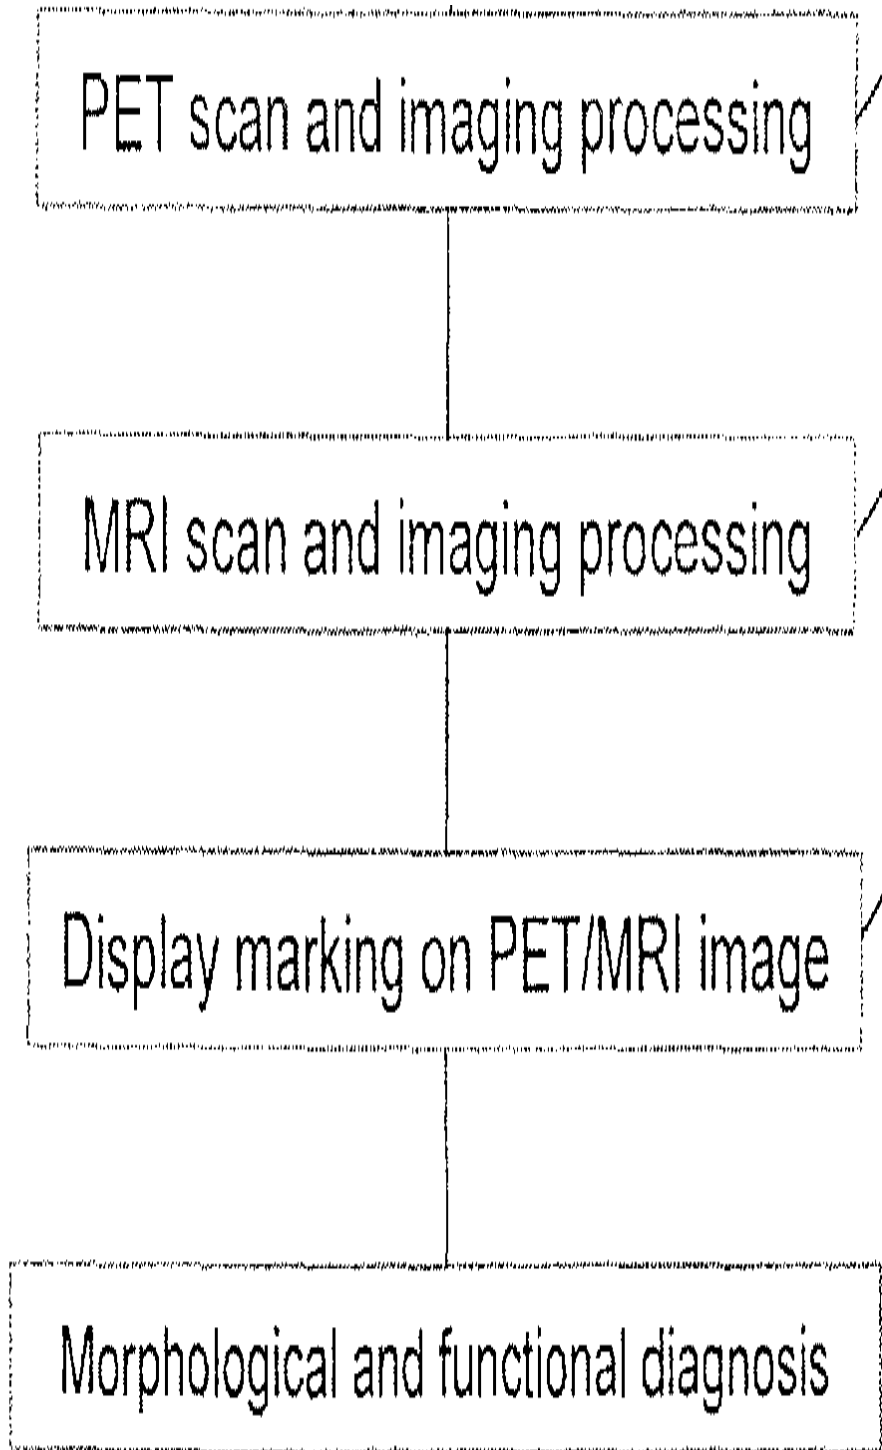 PET scan and imaging processing
MRI scan and imaging processing
Display marking on PET/MRI image
Morphological and functional diagnosis